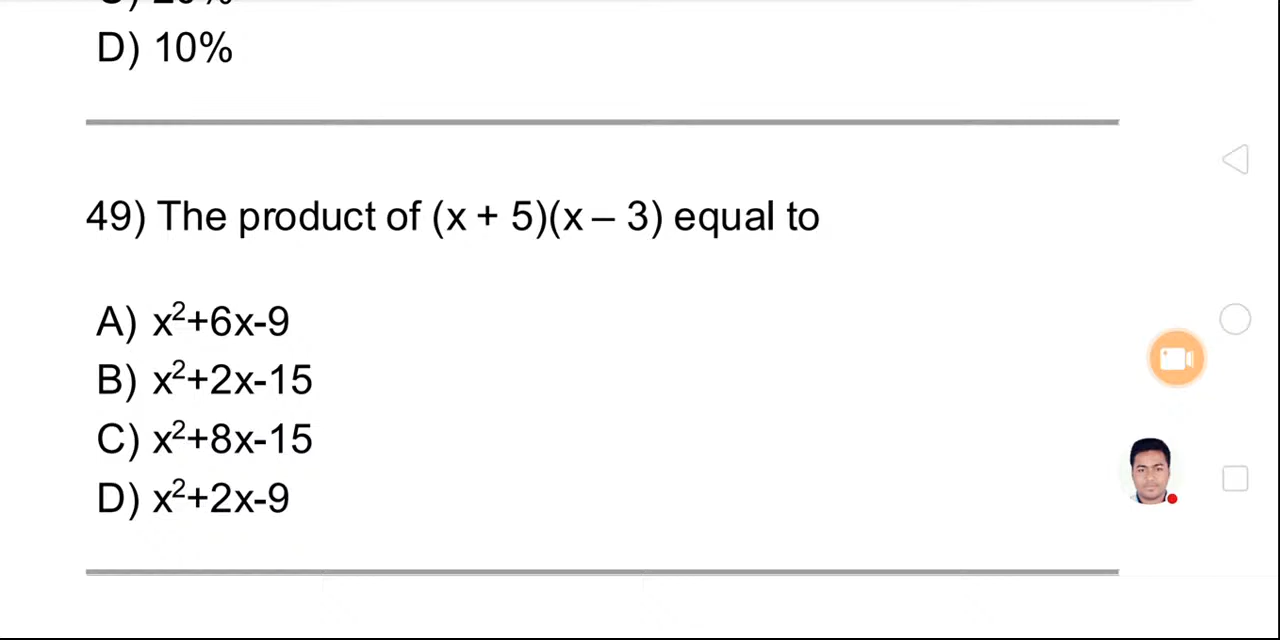 D) 10%
49) The product of (x + 5)(x – 3) equal to
A) x²+6x-9
B) x²+2x-15
C) x²+8x-15
D) x²+2x-9